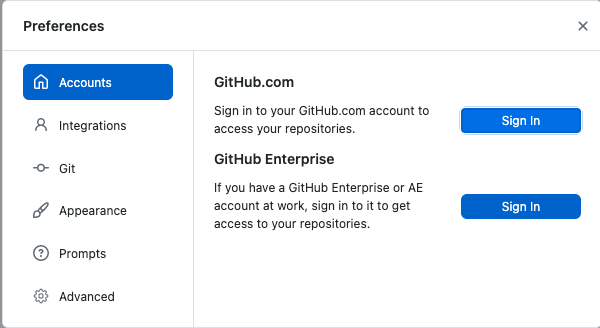 Preferences
Accounts
Integrations
Git
Appearance
Prompts
Advanced
GitHub.com
Sign in to your GitHub.com account to
access your repositories.
Sign In
GitHub Enterprise
If you have a GitHub Enterprise or AE
account at work, sign in to it to get
access to your repositories.
Sign In